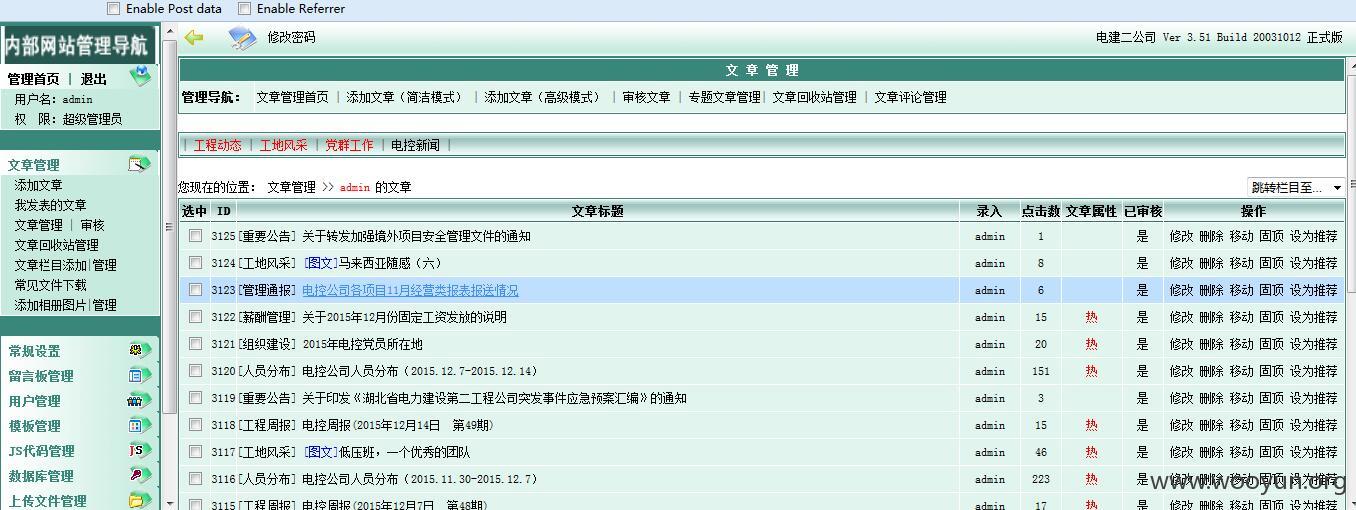 Enable Post data Enable Referrer
内部网站管理导航
管理首页 | 退出
用户名: admin
权 限: 超级管理员
文章管理
添加文章
我发表的文章
文章管理 | 审核
文章回收站管理
文章栏目添加|管理
常见文件下载
添加相册图片|管理
常规设置
留言板管理
用户管理
模板管理
JS代码管理
数据库管理
上传文件管理
修改密码 电建二公司 Ver 3.51 Build 20031012 正式版
文 章 管 理
管理导航: 文章管理首页 | 添加文章（简洁模式） | 添加文章（高级模式） | 审核文章 | 专题文章管理| 文章回收站管理 | 文章评论管理
| 工程动态 | 工地风采 | 党群工作 | 电控新闻 |
您现在的位置: 文章管理 >> admin 的文章 跳转栏目至...
选中 ID 文章标题 录入 点击数 文章属性 已审核 操作
3125 [重要公告] 关于转发加强境外项目安全管理文件的通知 admin 1 是 修改 删除 移动 固顶 设为推荐
3124 [工地风采] [图文]马来西亚随感（六） admin 8 是 修改 删除 移动 固顶 设为推荐
3123 [管理通报] 电控公司各项目11月经营类报表报送情况 admin 6 是 修改 删除 移动 固顶 设为推荐
3122 [薪酬管理] 关于2015年12月份固定工资发放的说明 admin 15 热 是 修改 删除 移动 固顶 设为推荐
3121 [组织建设] 2015年电控党员所在地 admin 20 热 是 修改 删除 移动 固顶 设为推荐
3120 [人员分布] 电控公司人员分布（2015.12.7-2015.12.14） admin 151 热 是 修改 删除 移动 固顶 设为推荐
3119 [重要公告] 关于印发《湖北省电力建设第二工程公司突发事件应急预案汇编》的通知 admin 3 是 修改 删除 移动 固顶 设为推荐
3118 [工程周报] 电控周报(2015年12月14日 第49期) admin 15 热 是 修改 删除 移动 固顶 设为推荐
3117 [工地风采] [图文]低压班，一个优秀的团队 admin 46 热 是 修改 删除 移动 固顶 设为推荐
3116 [人员分布] 电控公司人员分布（2015.11.30-2015.12.7） admin 223 热 是 修改 删除 移动 固顶 设为推荐
3115 [工程周报] 电控周报(2015年12月7日 第48期) admin 17 热 是 修改 删除 移动 固顶 设为推荐
www.wooyun.org